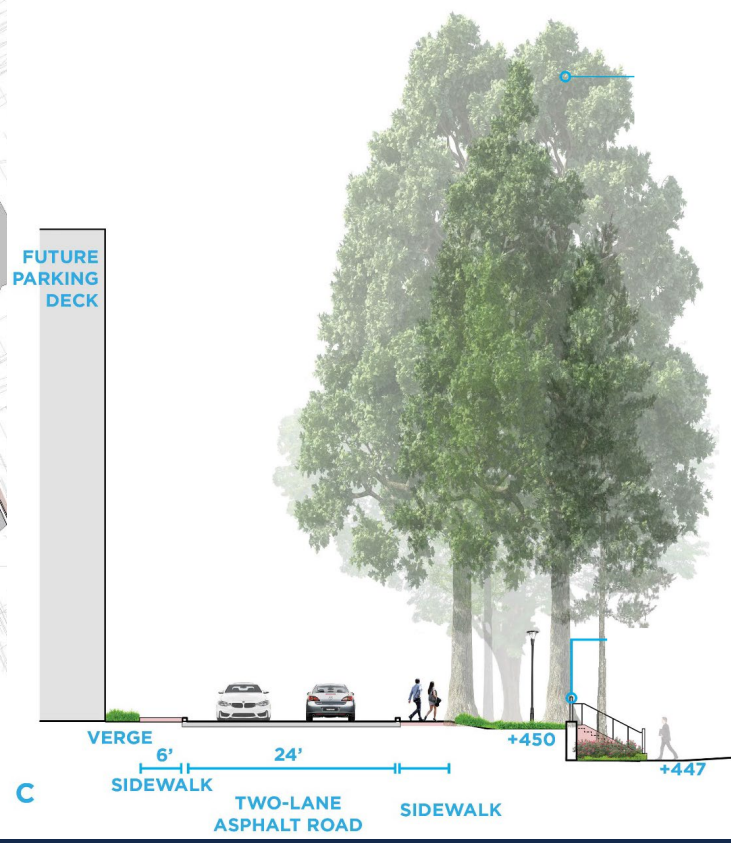 FUTURE
PARKING
DECK
VERGE
+450
6’
24’
+447
SIDEWALK
C
TWO-LANE
ASPHALT ROAD
SIDEWALK